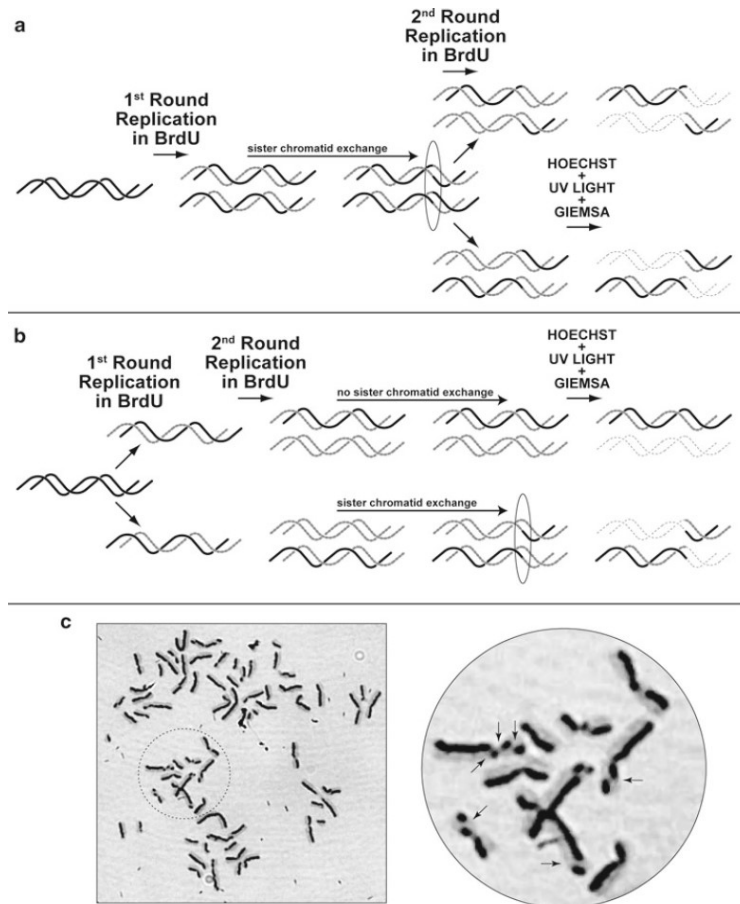 a
2nd Round
Replication
in BrdU
1st Round
Replication
in BrdU
sister chromatid exchange
HOECHST
+
UV LIGHT
+
GIEMSA
b
1st Round
Replication
in BrdU
2nd Round
Replication
in BrdU
HOECHST
+
UV LIGHT
+
GIEMSA
no sister chromatid exchange
sister chromatid exchange
c